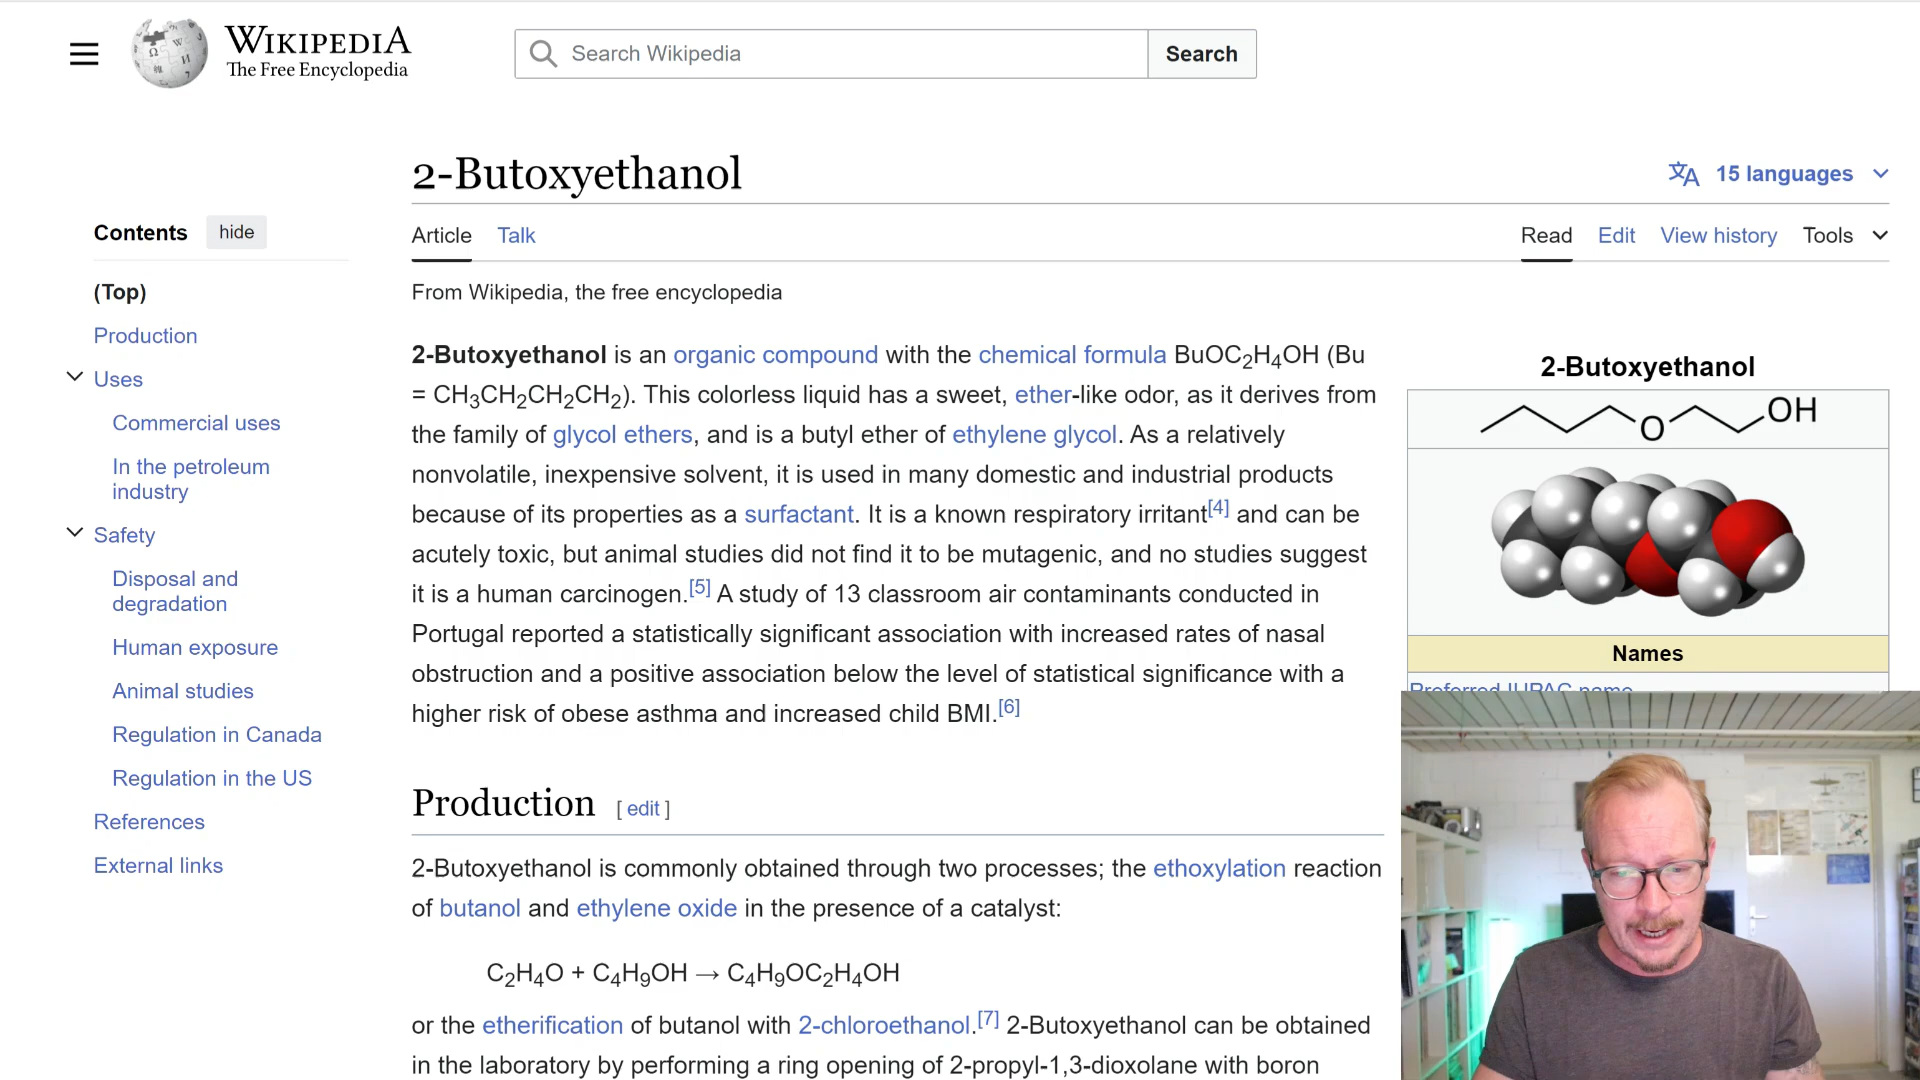 WIKIPEDIA
The Free Encyclopedia
Search Wikipedia
Search
2-Butoxyethanol
15 languages
Contents
hide
Article
Talk
Read
Edit
View history
Tools
(Top)
Production
Uses
Commercial uses
In the petroleum
industry
Safety
Disposal and
degradation
Human exposure
Animal studies
Regulation in Canada
Regulation in the US
References
External links
From Wikipedia, the free encyclopedia
2-Butoxyethanol is an organic compound with the chemical formula BuOC₂H₄OH (Bu
= CH₃CH₂CH₂CH₂). This colorless liquid has a sweet, ether-like odor, as it derives from
the family of glycol ethers, and is a butyl ether of ethylene glycol. As a relatively
nonvolatile, inexpensive solvent, it is used in many domestic and industrial products
because of its properties as a surfactant. It is a known respiratory irritant[4] and can be
acutely toxic, but animal studies did not find it to be mutagenic, and no studies suggest
it is a human carcinogen.[5] A study of 13 classroom air contaminants conducted in
Portugal reported a statistically significant association with increased rates of nasal
obstruction and a positive association below the level of statistical significance with a
higher risk of obese asthma and increased child BMI.[6]
Production [ edit ]
2-Butoxyethanol is commonly obtained through two processes; the ethoxylation reaction
of butanol and ethylene oxide in the presence of a catalyst:
C₂H₄O + C₄H₉OH → C₄H₉OC₂H₄OH
or the etherification of butanol with 2-chloroethanol.[7] 2-Butoxyethanol can be obtained
in the laboratory by performing a ring opening of 2-propyl-1,3-dioxolane with boron
2-Butoxyethanol
O
OH
Names
Preferred IUPAC name